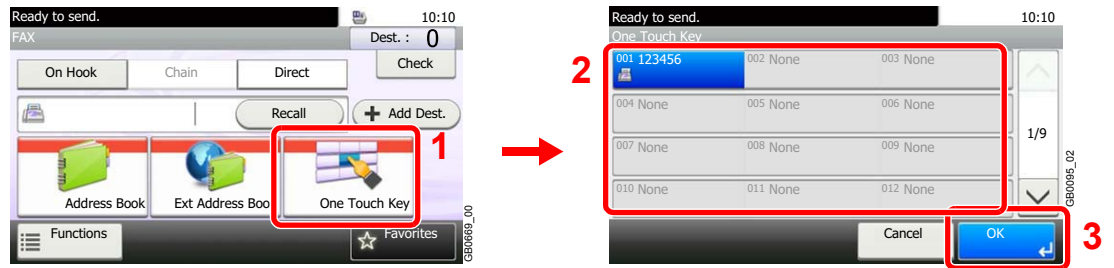 Ready to send.
10:10
FAX
Dest. : 0
On Hook
Chain
Direct
Check
Recall
Add Dest.
1
Address Book
Ext Address Boo
One Touch Key
Functions
Favorites
GB0669_00
Ready to send.
10:10
One Touch Key
2
001 123456
002 None
003 None
004 None
005 None
006 None
1/9
007 None
008 None
009 None
010 None
011 None
012 None
GB0095_02
Cancel
OK
3